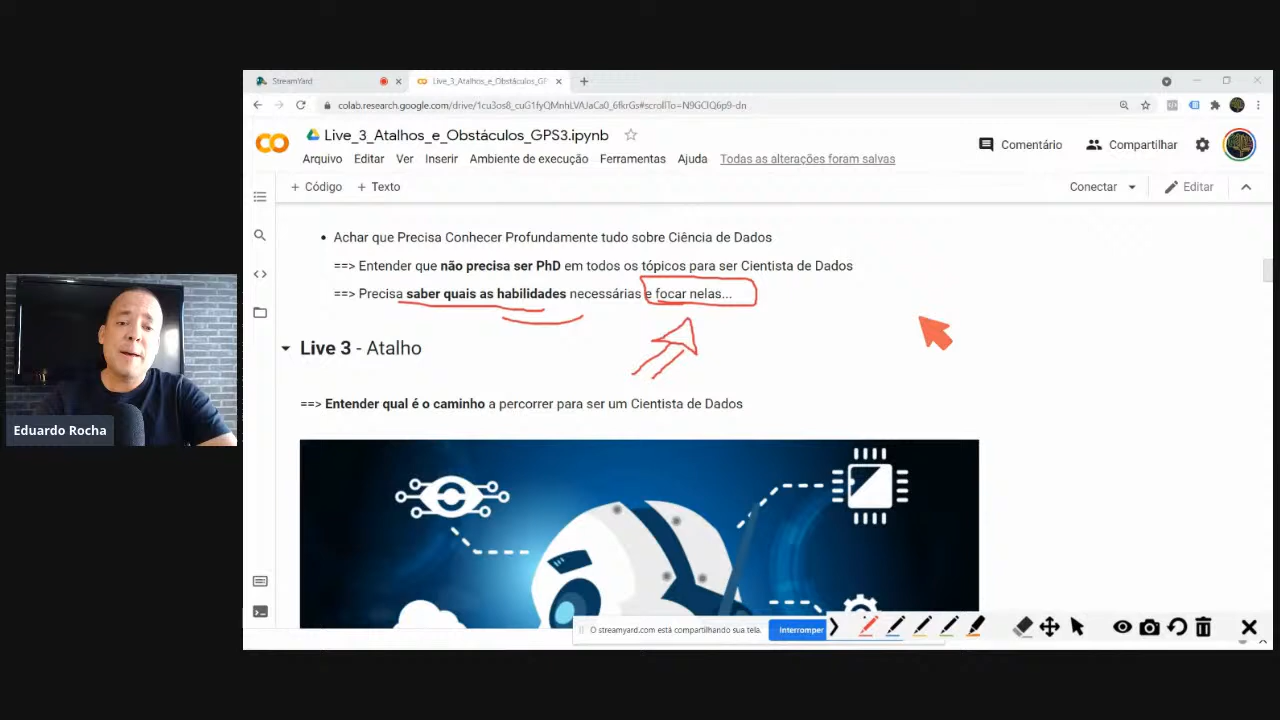 StreamYard
Live_3_Atalhos_e_Obstáculos_GP
colab.research.google.com/drive/1cu3os8_cuG1fyQMnhLVAJaCa0_6fkrGs#scrollTo=N9GClQ6p9-dn
Live_3_Atalhos_e_Obstáculos_GPS3.ipynb
Comentário
Compartilhar
Arquivo Editar Ver Inserir Ambiente de execução Ferramentas Ajuda Todas as alterações foram salvas
+ Código + Texto
Conectar
Editar
• Achar que Precisa Conhecer Profundamente tudo sobre Ciência de Dados
==> Entender que não precisa ser PhD em todos os tópicos para ser Cientista de Dados
==> Precisa saber quais as habilidades necessárias e focar nelas...
Live 3 - Atalho
==> Entender qual é o caminho a percorrer para ser um Cientista de Dados
Eduardo Rocha
O streamyard.com está compartilhando sua tela.
Interromper